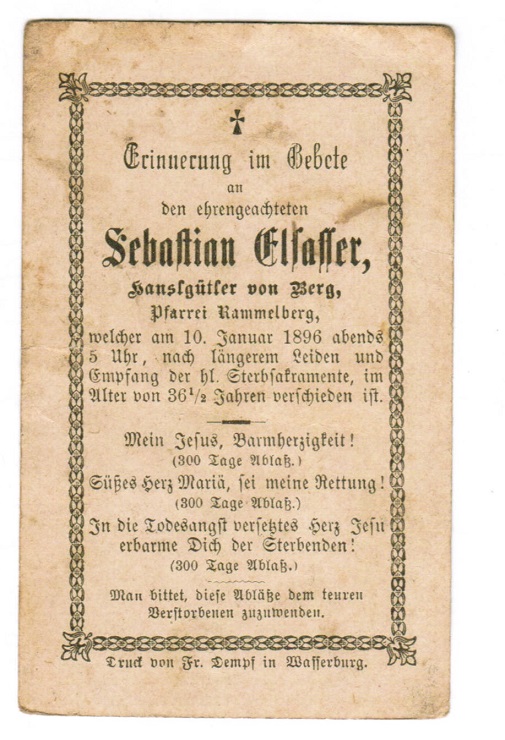 Erinnerung im Gebete
an
den ehrengeachteten
Sebastian Elsasser,
Hanslgütler von Berg,
Pfarrei Rammelberg,
welcher am 10. Januar 1896 abends
5 Uhr, nach längerem Leiden und
Empfang der hl. Sterbsakramente, im
Alter von 36½ Jahren verschieden ist.
Mein Jesus, Barmherzigkeit!
(300 Tage Ablaß.)
Süßes Herz Mariä, sei meine Rettung!
(300 Tage Ablaß.)
In die Todesangst versetztes Herz Jesu
erbarme Dich der Sterbenden!
(300 Tage Ablaß.)
Man bittet, diese Abläße dem teuren
Verstorbenen zuzuwenden.
Druck von Fr. Dempf in Wasserburg.